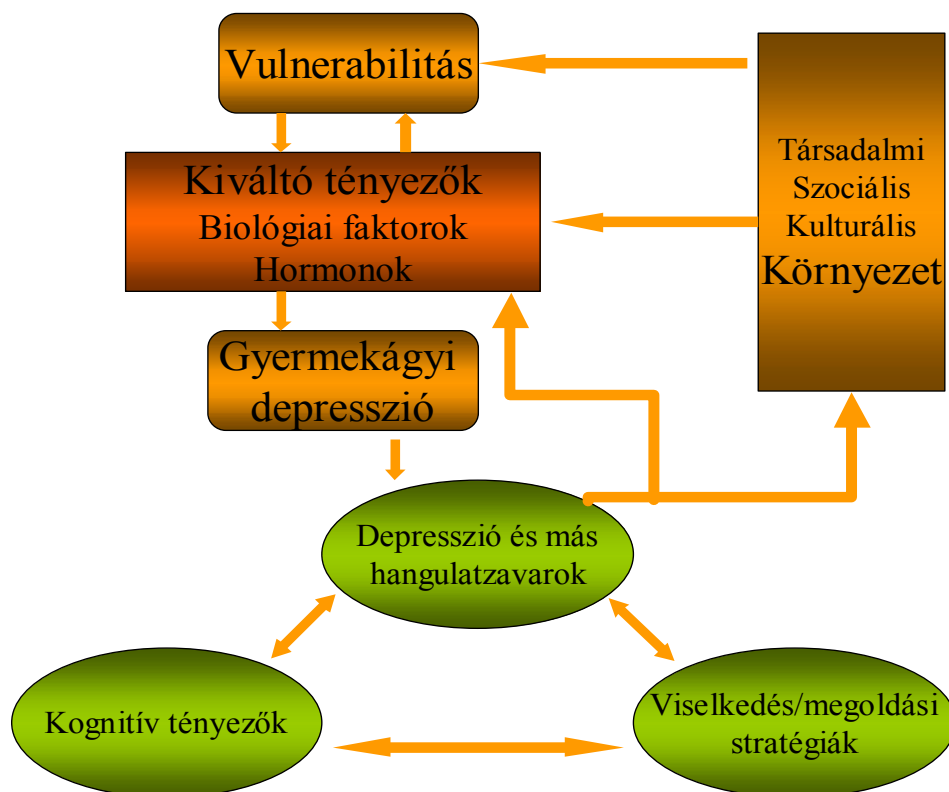 Vulnerabilitás
Kiváltó tényezők
Biológiai faktorok
Hormonok
Társadalmi
Szociális
Kulturális
Környezet
Gyermekágyi
depresszió
Depresszió és más
hangulatzavarok
Kognitív tényezők
Viselkedés/megoldási
stratégiák